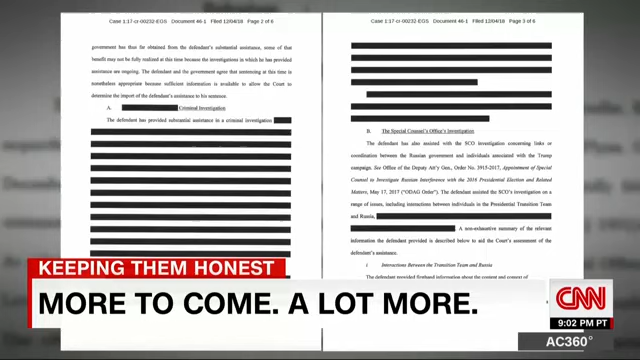 Case 1:17-cr-00232-EGS   Document 46-1   Filed 12/04/18   Page 2 of 6
government has thus far obtained from the defendant's substantial assistance, some of that
benefit may not be fully realized at this time because the investigations in which he has provided
assistance are ongoing. The defendant and the government agree that sentencing at this time is
nonetheless appropriate because sufficient information is available to allow the Court to
determine the import of the defendant's assistance to his sentence.
A. Criminal Investigation
The defendant has provided substantial assistance in a criminal investigation
Case 1:17-cr-00232-EGS   Document 46-1   Filed 12/04/18   Page 3 of 6
B. The Special Counsel's Office's Investigation
The defendant has also assisted with the SCO investigation concerning links or
coordination between the Russian government and individuals associated with the Trump
campaign. See Office of the Deputy Att'y Gen., Order No. 3915-2017, Appointment of Special
Counsel to Investigate Russian Interference with the 2016 Presidential Election and Related
Matters, May 17, 2017 ("ODAG Order"). The defendant assisted the SCO's investigation on a
range of issues, including interactions between individuals in the Presidential Transition Team
and Russia,
A non-exhaustive summary of the relevant
information the defendant provided is described below to aid the Court's assessment of the
defendant's assistance.
i Interactions Between the Transition Team and Russia
The defendant provided firsthand information about the content and context of
KEEPING THEM HONEST
MORE TO COME. A LOT MORE.
CNN
9:02 PM PT
AC360°